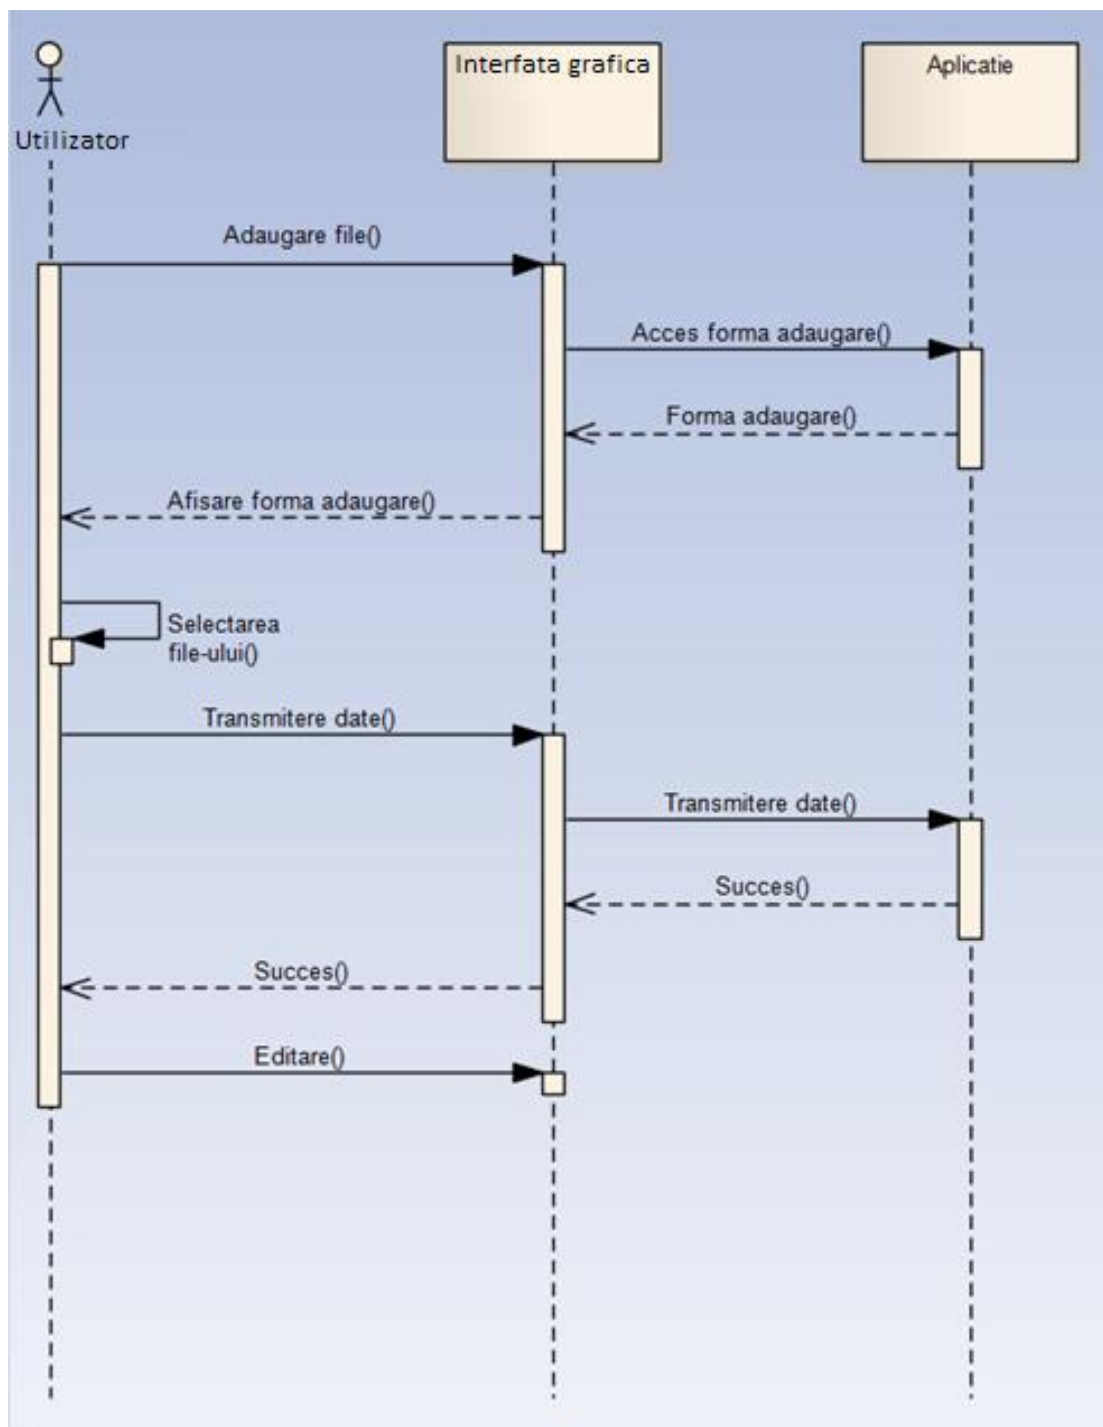 Utilizator
Interfata grafica
Aplicatie
Adaugare file()
Acces forma adaugare()
Forma adaugare()
Afisare forma adaugare()
Selectarea
file-ului()
Transmitere date()
Transmitere date()
Succes()
Succes()
Editare()